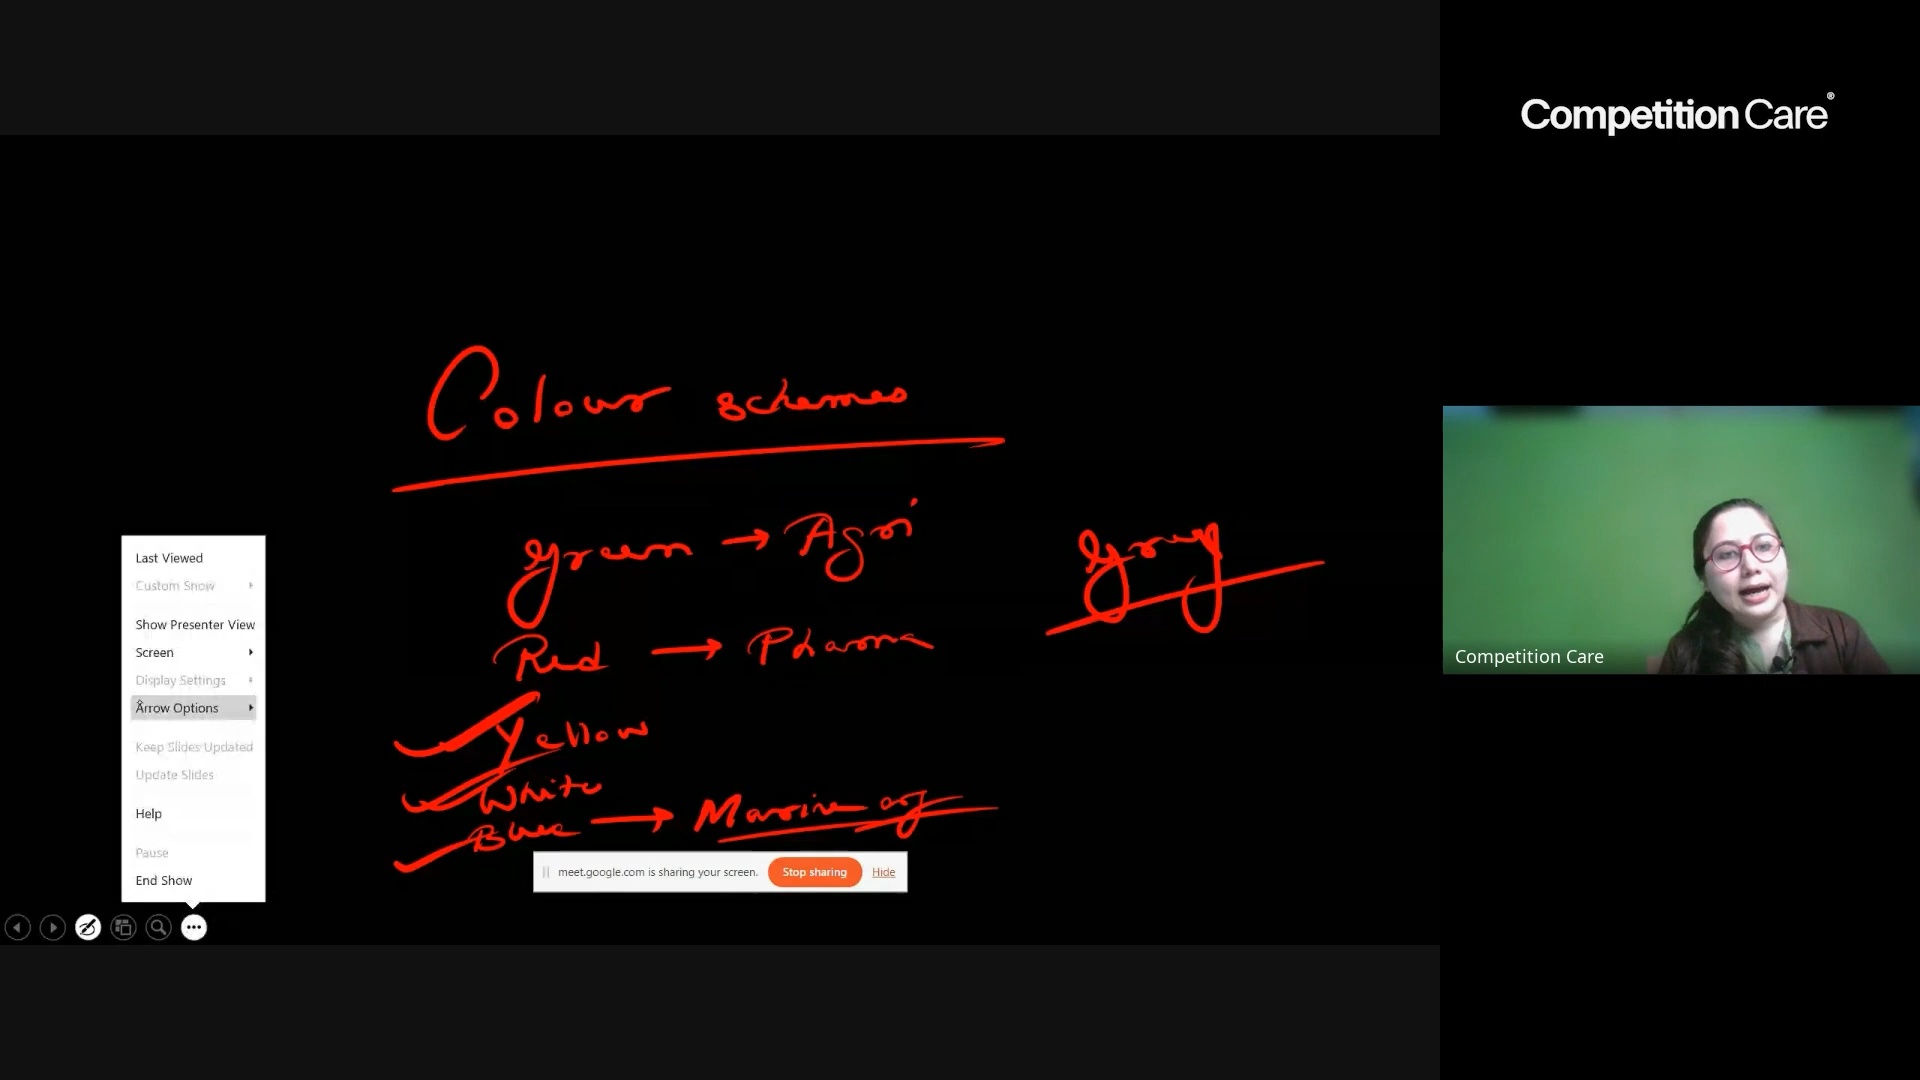 Competition Care®
Colour schemes
Green → Agri
Grey
Red → Pharma
Yellow
White
Blue → Marine org
Last Viewed
Custom Show
Show Presenter View
Screen
Display Settings
Arrow Options
Keep Slides Updated
Update Slides
Help
Pause
End Show
meet.google.com is sharing your screen. Stop sharing Hide
Competition Care